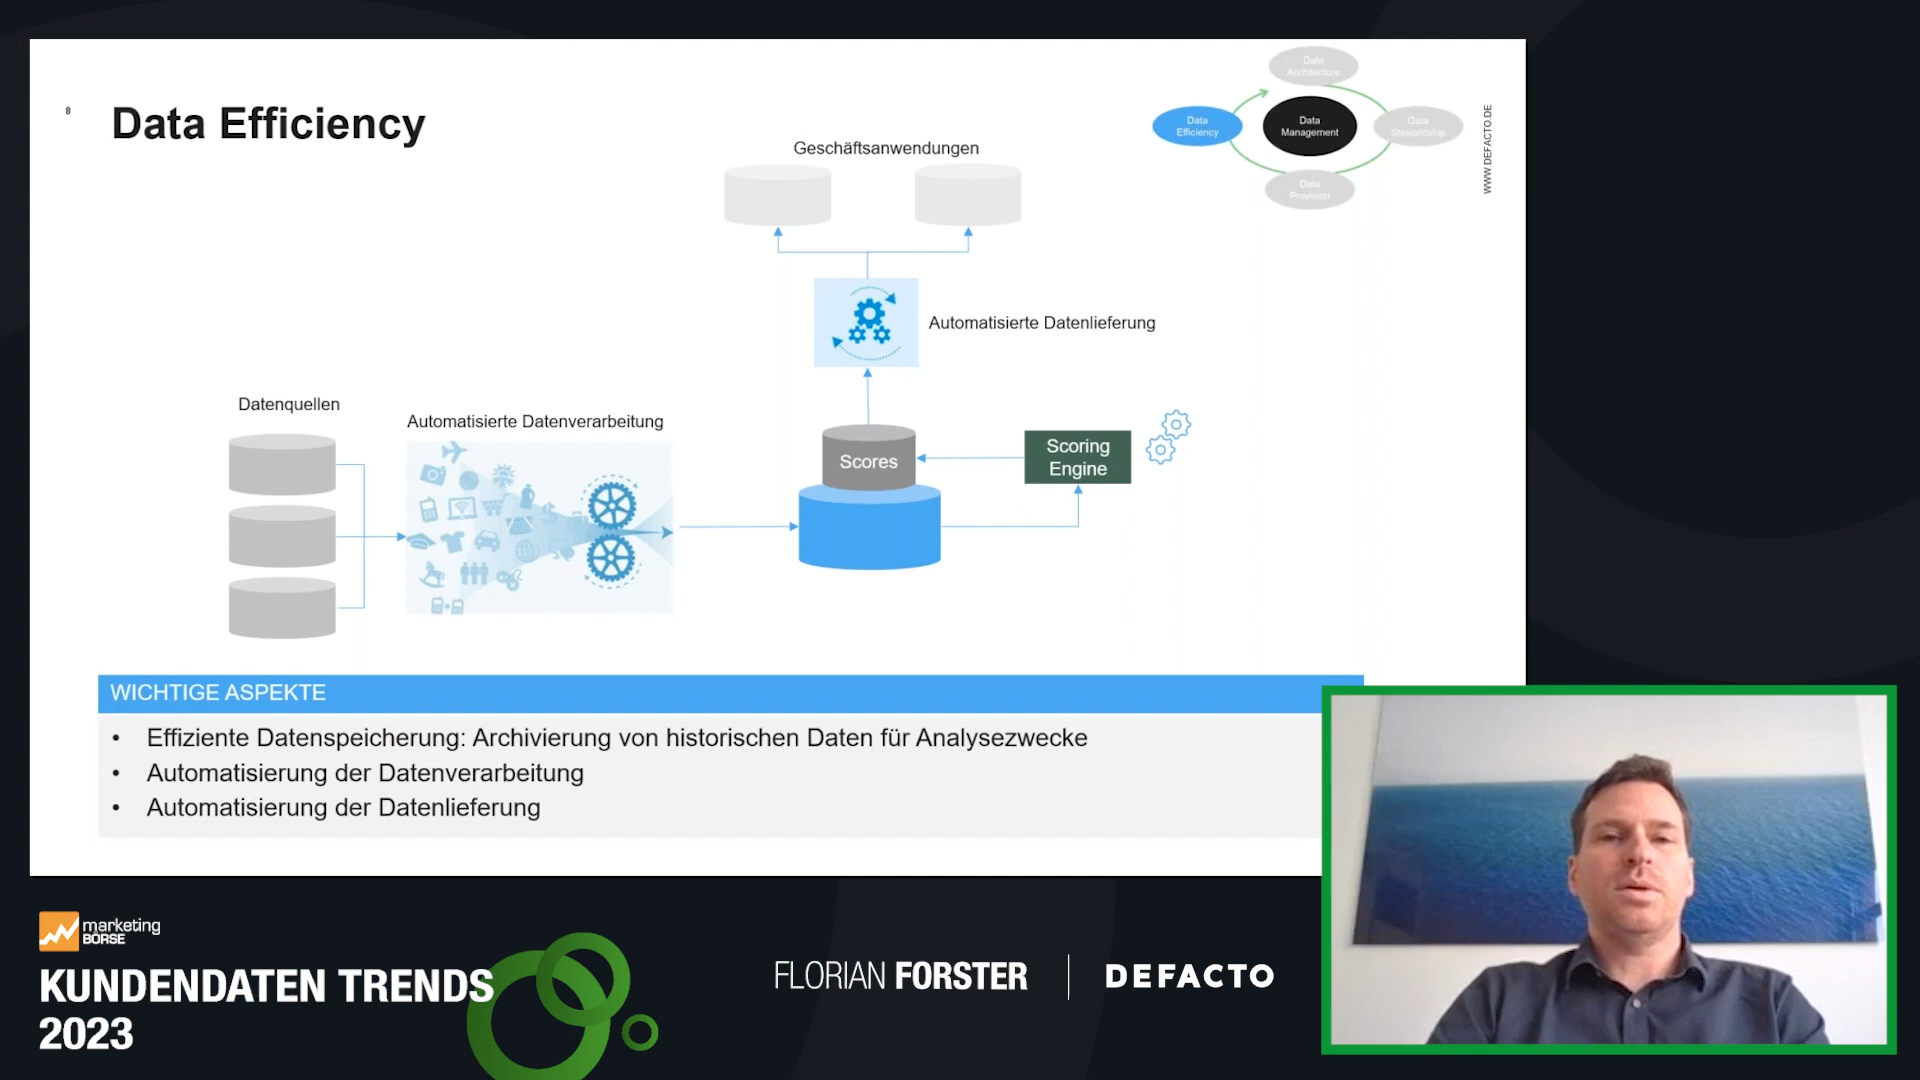 8
Data Efficiency
Data
Architecture
Data
Efficiency
Data
Management
Data
Stewardship
Data
Provision
WWW.DEFACTO.DE
Geschäftsanwendungen
Automatisierte Datenlieferung
Datenquellen
Automatisierte Datenverarbeitung
Scores
Scoring
Engine
WICHTIGE ASPEKTE
• Effiziente Datenspeicherung: Archivierung von historischen Daten für Analysezwecke
• Automatisierung der Datenverarbeitung
• Automatisierung der Datenlieferung
marketing
BÖRSE
KUNDENDATEN TRENDS
2023
FLORIAN FORSTER
DEFACTO